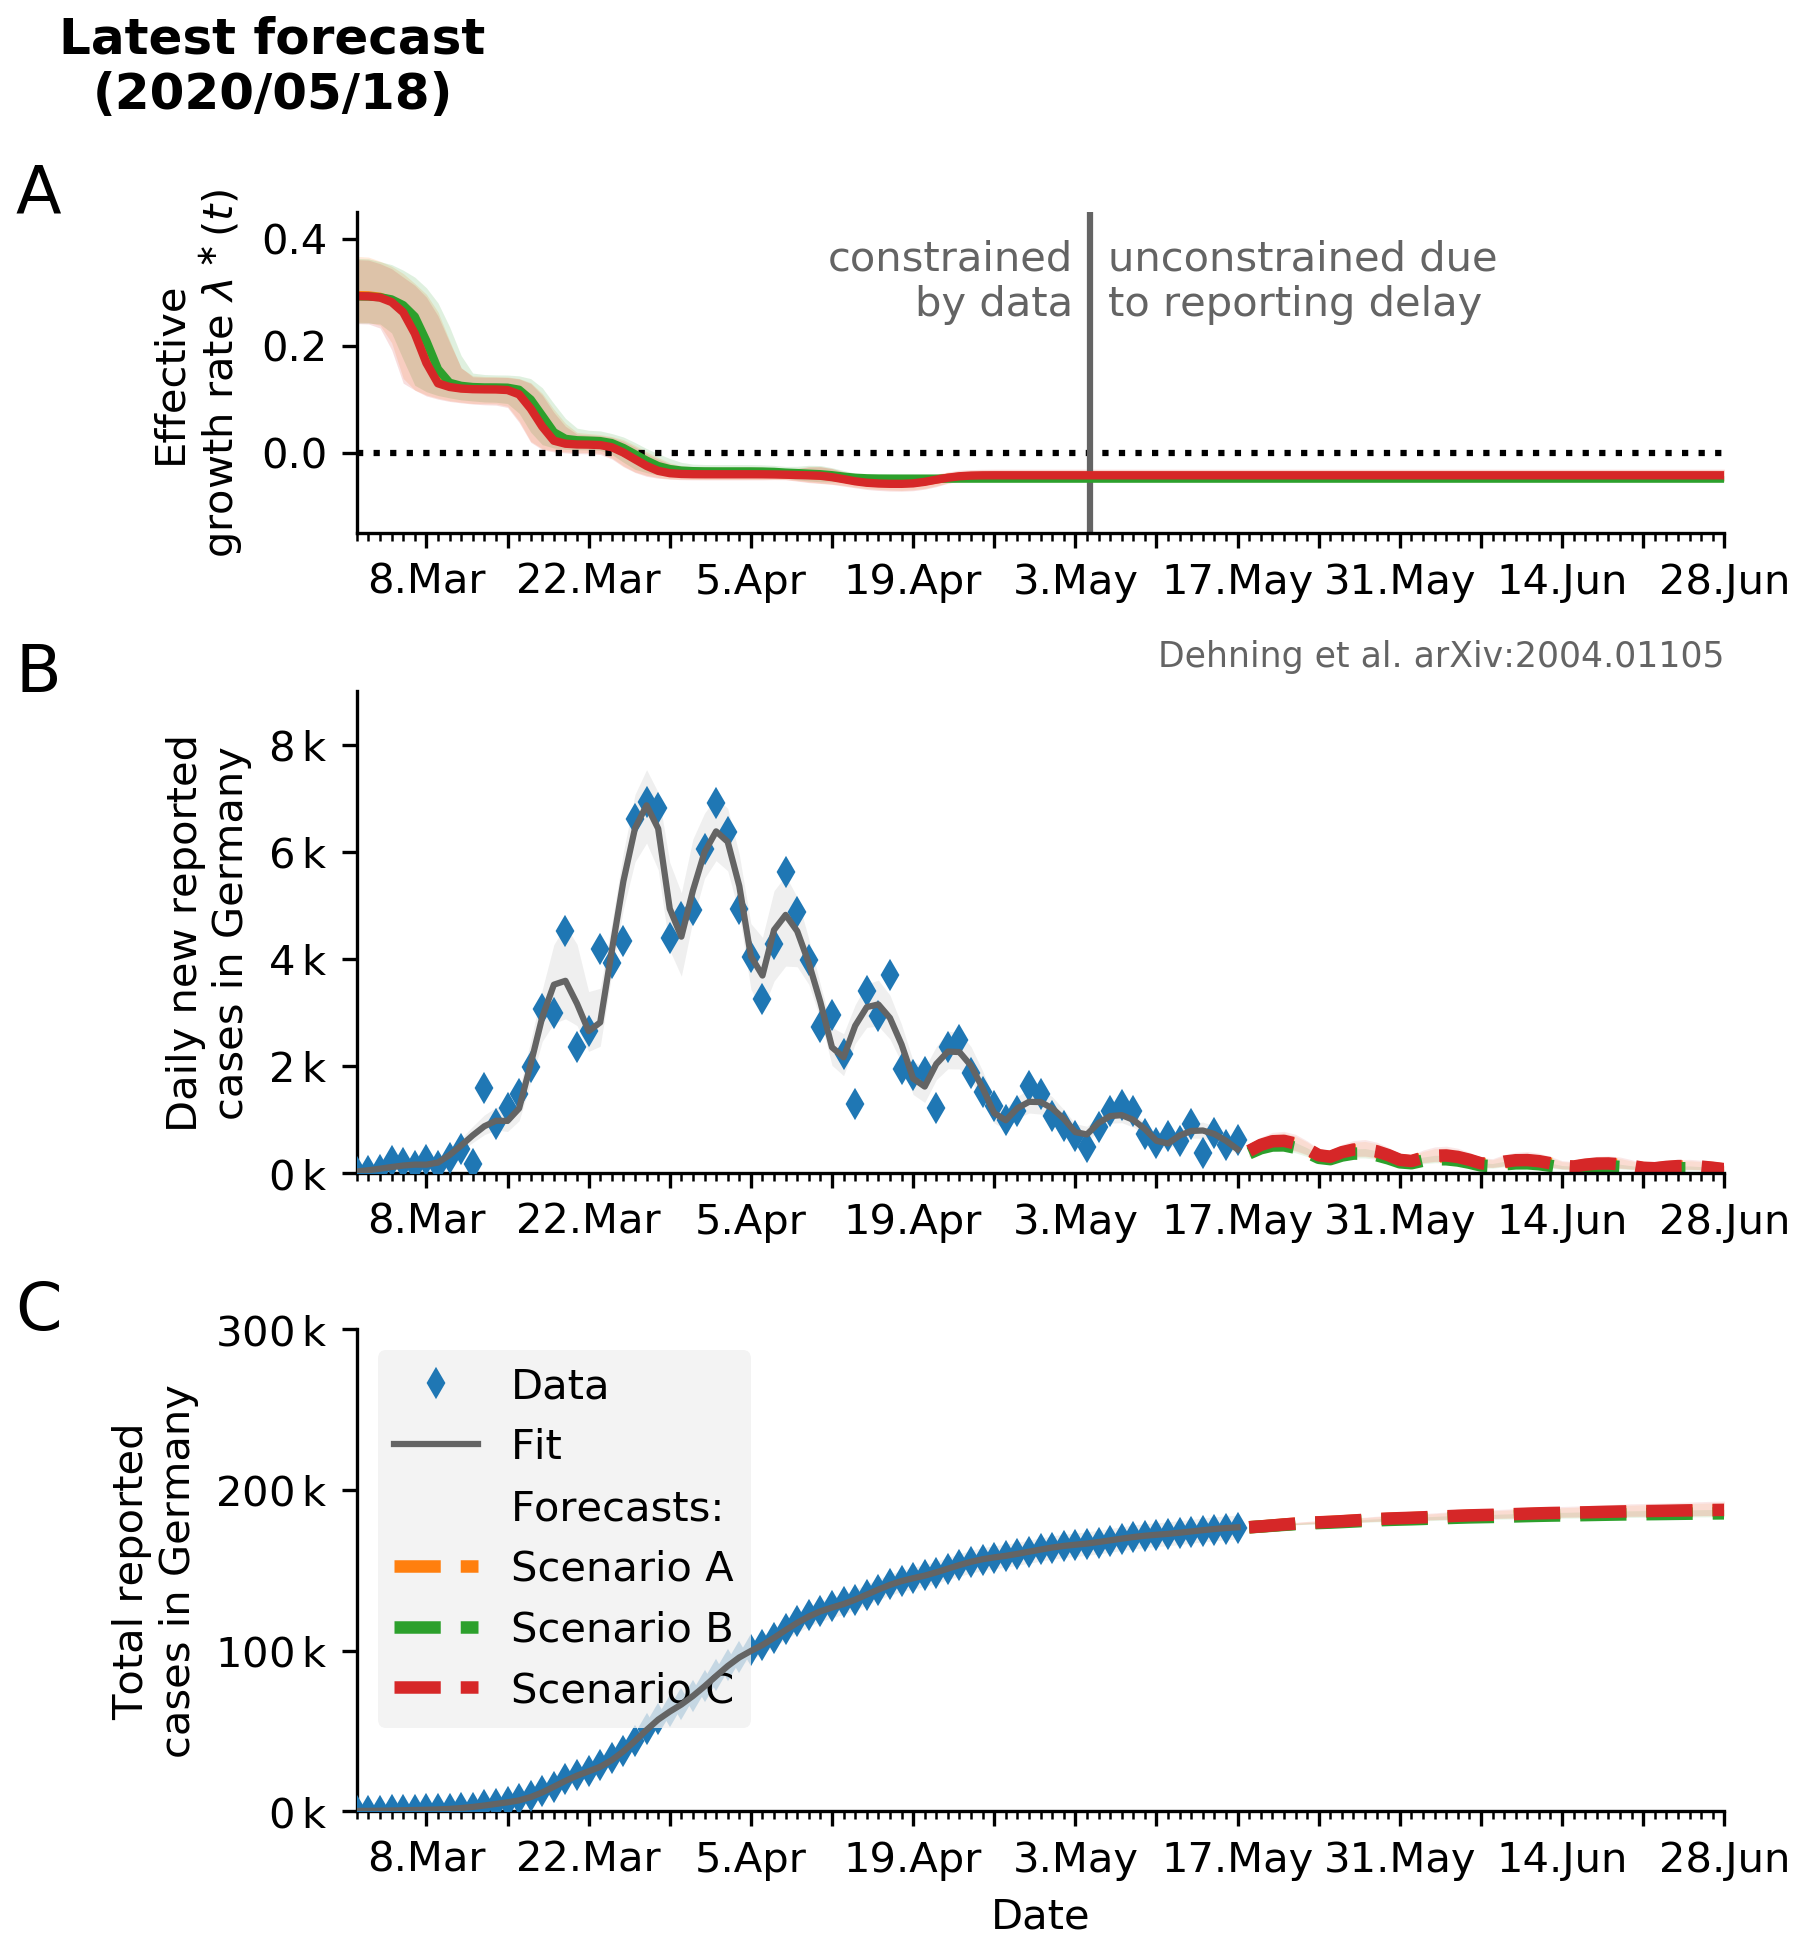 Latest forecast
(2020/05/18)
A
Effective
growth rate λ * (t)
0.4
0.2
0.0
constrained
by data
unconstrained due
to reporting delay
8.Mar 22.Mar 5.Apr 19.Apr 3.May 17.May 31.May 14.Jun 28.Jun
Dehning et al. arXiv:2004.01105
B
Daily new reported
cases in Germany
8 k
6 k
4 k
2 k
0 k
8.Mar 22.Mar 5.Apr 19.Apr 3.May 17.May 31.May 14.Jun 28.Jun
C
Total reported
cases in Germany
300 k
200 k
100 k
0 k
Data
Fit
Forecasts:
Scenario A
Scenario B
Scenario C
8.Mar 22.Mar 5.Apr 19.Apr 3.May 17.May 31.May 14.Jun 28.Jun
Date